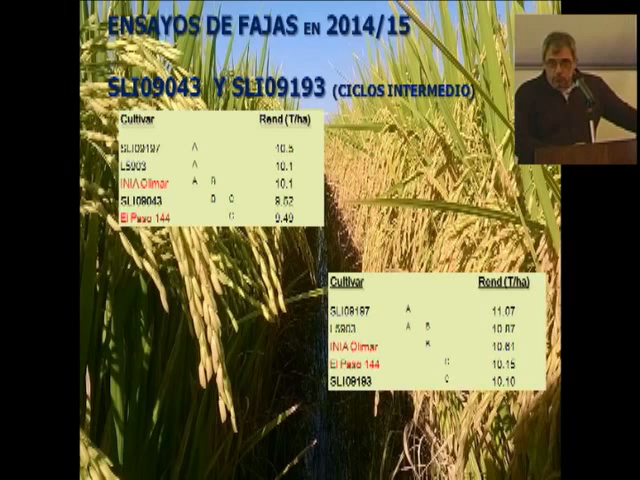 ENSAYOS DE FAJAS EN 2014/15
SLI09043 Y SLI09193 (CICLOS INTERMEDIO)
Cultivar Rend (T/ha)
SLI09197 A 10.5
L5903 A 10.1
INIA Olimar A B 10.1
SLI09043 B C 9.52
El Paso 144 C 9.49
Cultivar Rend (T/ha)
SLI09197 A 11.07
L5903 A B 10.87
INIA Olimar B 10.61
El Paso 144 C 10.15
SLI09193 C 10.10